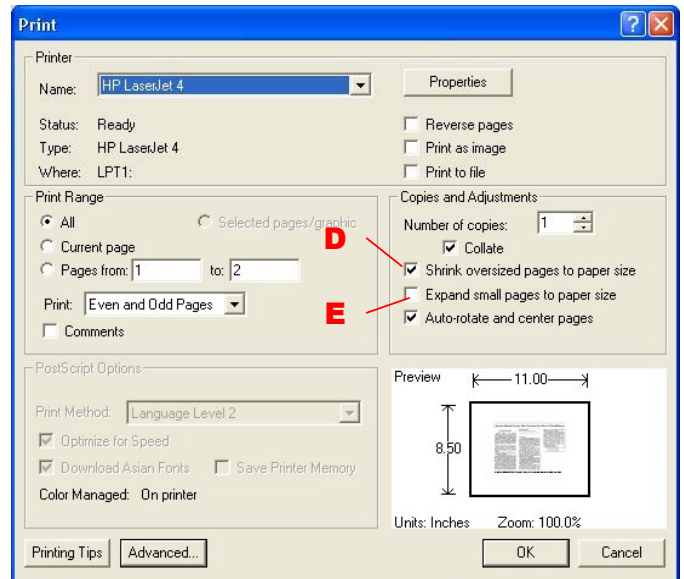 Print
Printer
Name: HP LaserJet 4
Properties
Status: Ready
Reverse pages
Type: HP LaserJet 4
Print as image
Where: LPT1:
Print to file
Print Range
All
Selected pages/graphic
Current page
Pages from: 1 to: 2
Print: Even and Odd Pages
Comments
Copies and Adjustments
Number of copies: 1
Collate
D
Shrink oversized pages to paper size
E
Expand small pages to paper size
Auto-rotate and center pages
PostScript Options
Print Method: Language Level 2
Optimize for Speed
Download Asian Fonts
Save Printer Memory
Color Managed: On printer
Preview
11.00
8.50
Units: Inches Zoom: 100.0%
Printing Tips
Advanced...
OK
Cancel